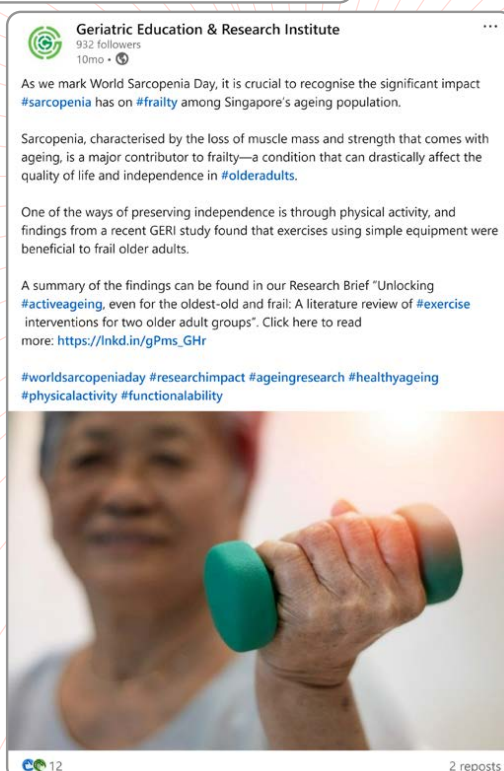 Geriatric Education & Research Institute
932 followers
10mo •
...
As we mark World Sarcopenia Day, it is crucial to recognise the significant impact
#sarcopenia has on #frailty among Singapore's ageing population.
Sarcopenia, characterised by the loss of muscle mass and strength that comes with
ageing, is a major contributor to frailty—a condition that can drastically affect the
quality of life and independence in #olderadults.
One of the ways of preserving independence is through physical activity, and
findings from a recent GERI study found that exercises using simple equipment were
beneficial to frail older adults.
A summary of the findings can be found in our Research Brief "Unlocking
#activeageing, even for the oldest-old and frail: A literature review of #exercise
interventions for two older adult groups". Click here to read
more: https://lnkd.in/gPms_GHr
#worldsarcopeniaday #researchimpact #ageingresearch #healthyageing
#physicalactivity #functionalability
12
2 reposts